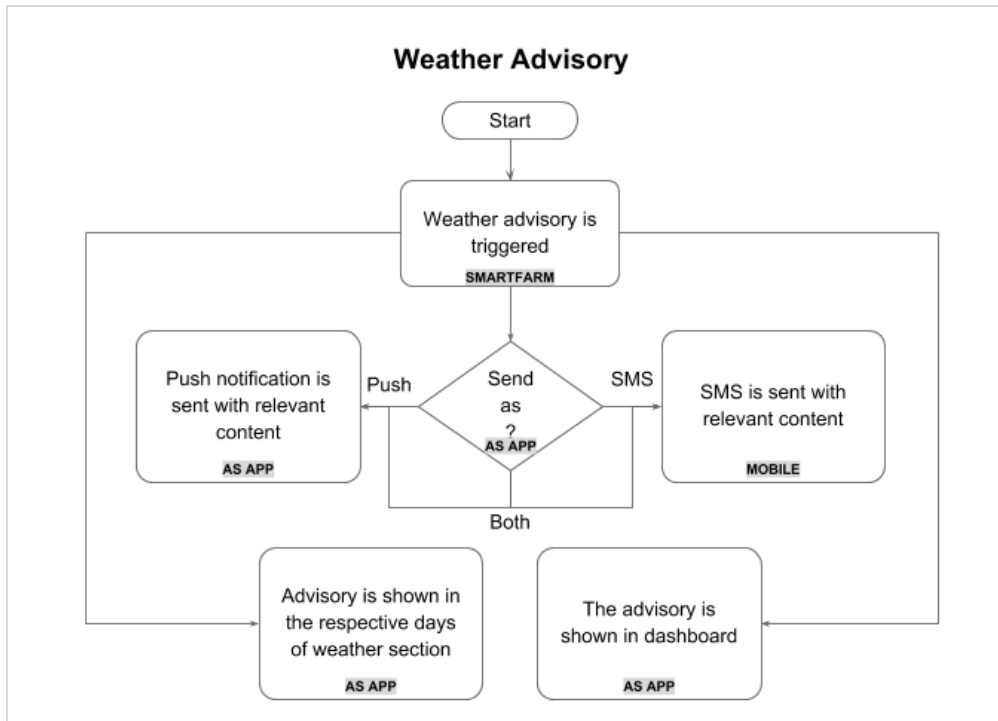 Weather Advisory
Start
Weather advisory is
triggered
SMARTFARM
Push notification is
sent with relevant
content
AS APP
Push
Send
as
?
AS APP
SMS
SMS is sent with
relevant content
MOBILE
Both
Advisory is shown in
the respective days
of weather section
AS APP
The advisory is
shown in dashboard
AS APP